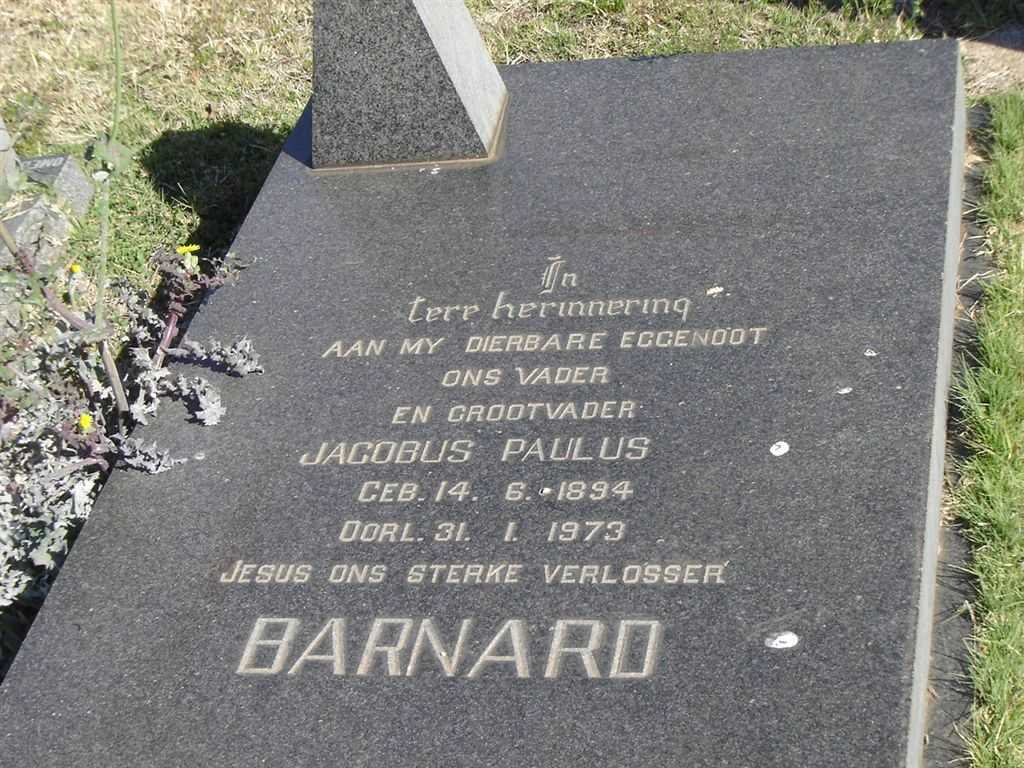 In
tere herinnering
AAN MY DIERBARE EGGENOOT
ONS VADER
EN GROOTVADER
JACOBUS PAULUS
GEB. 14. 6. 1894
OORL. 31. 1. 1973
JESUS ONS STERKE VERLOSSER
BARNARD